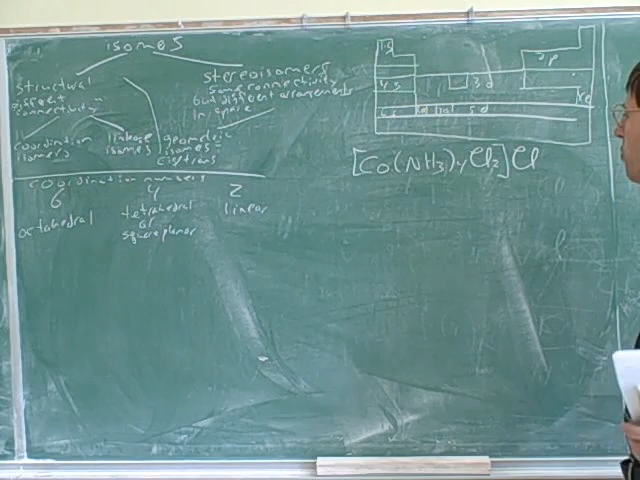 isomeS
structural
different
connectivity
stereoisomers
same connectivity
but different arrangements
in space
coordination
isomers
linkage
isomers
geometric
isomers =
cis/trans
coordination numbers
6
4
2
octahedral
tetrahedral
or
square planar
linear
1s
2p
4s
3d
5d
[Co(NH3)4Cl2]Cl